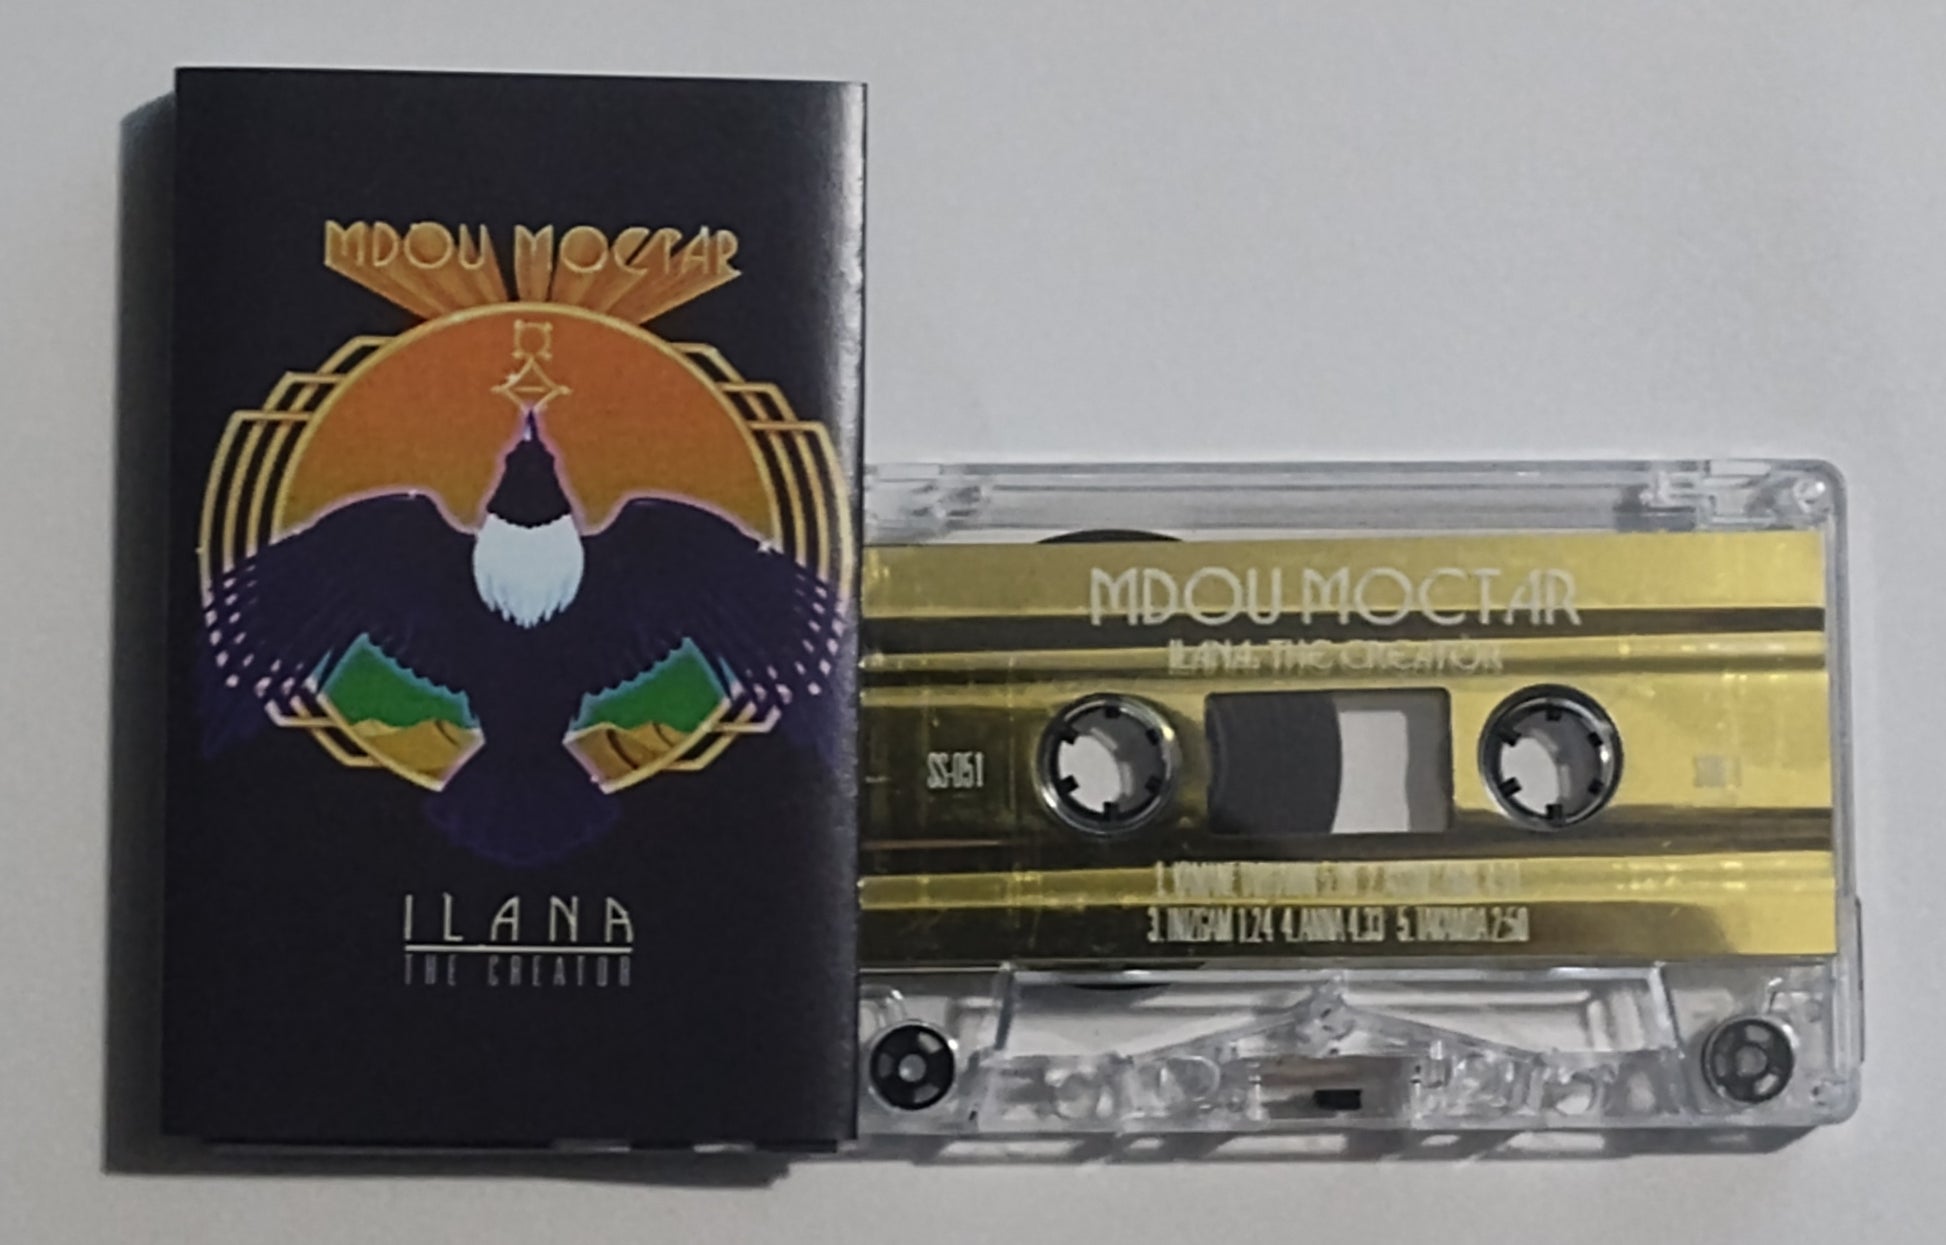 MDOU MOCTAR
ILANA
THE CREATOR
MDOU MOCTAR
ILANA: THE CREATOR
SS-051
3. INIZGAM 1:24 4. ANNA 4:33 5. TAKAMBA 2:50